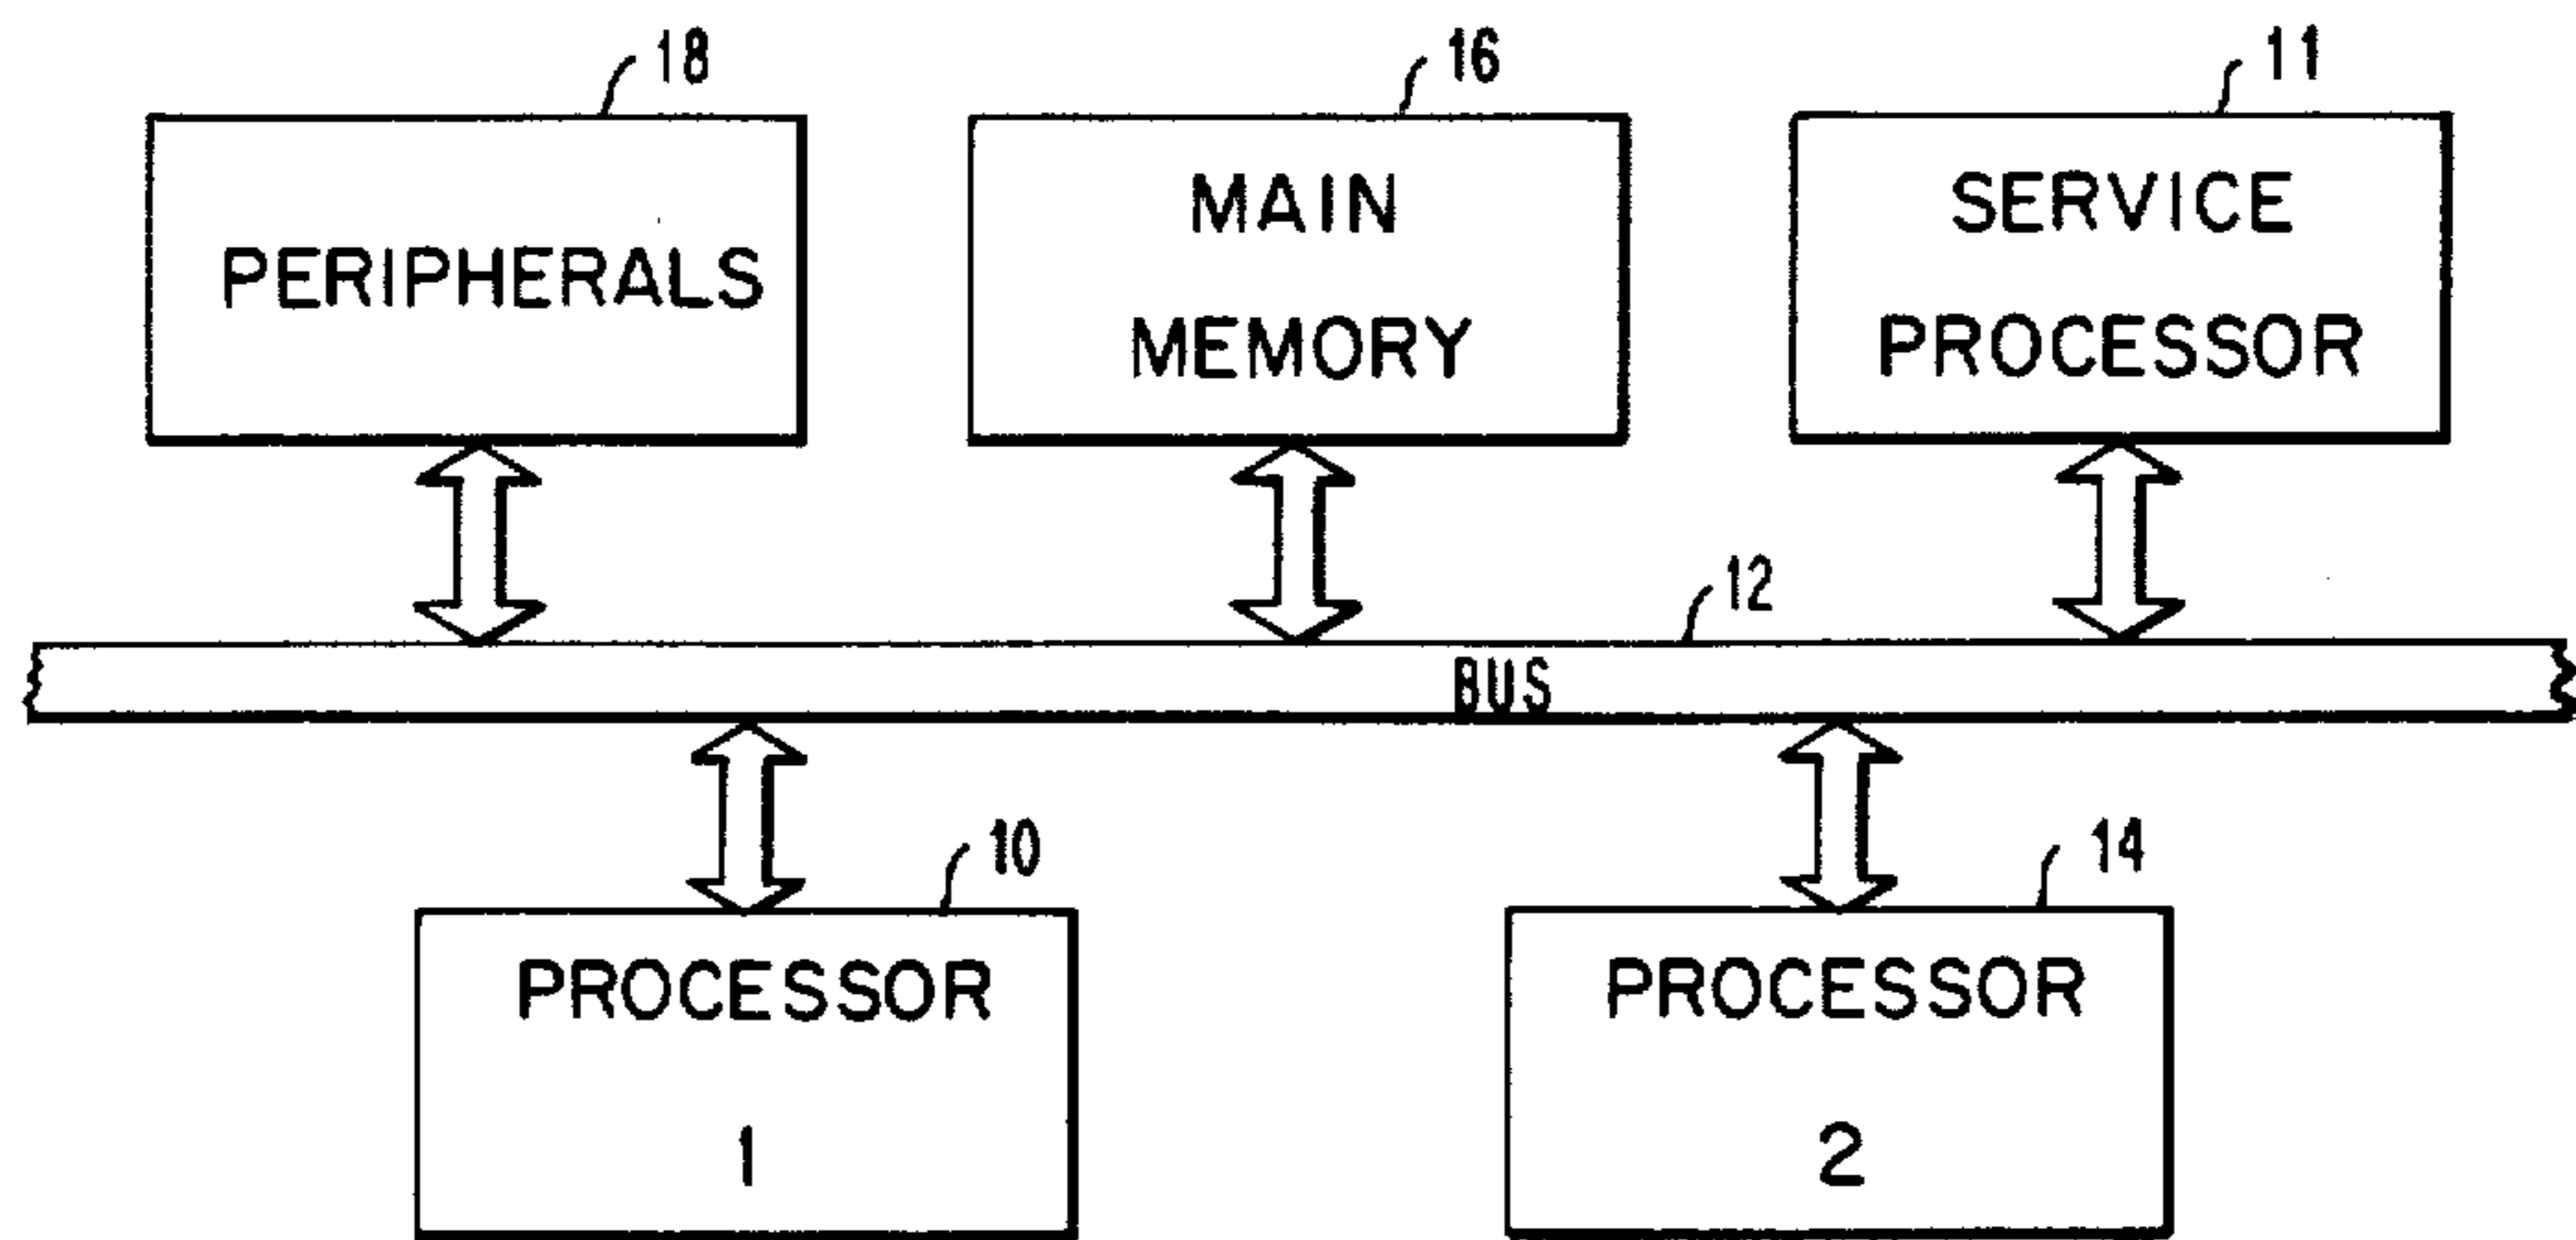 18
16
11
PERIPHERALS
MAIN
MEMORY
SERVICE
PROCESSOR
12
BUS
10
14
PROCESSOR
1
PROCESSOR
2